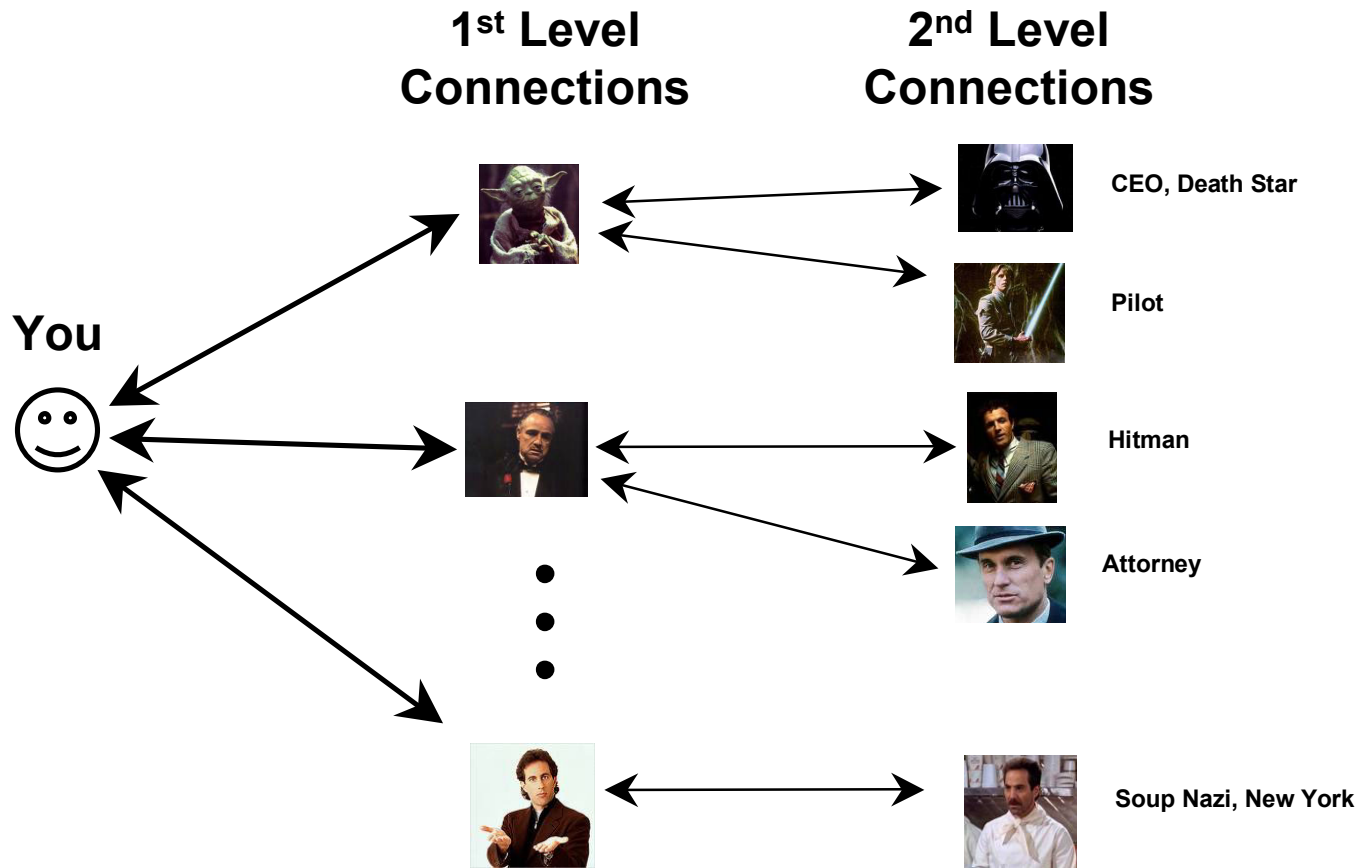 1st Level
Connections
2nd Level
Connections
CEO, Death Star
Pilot
You
Hitman
Attorney
Soup Nazi, New York